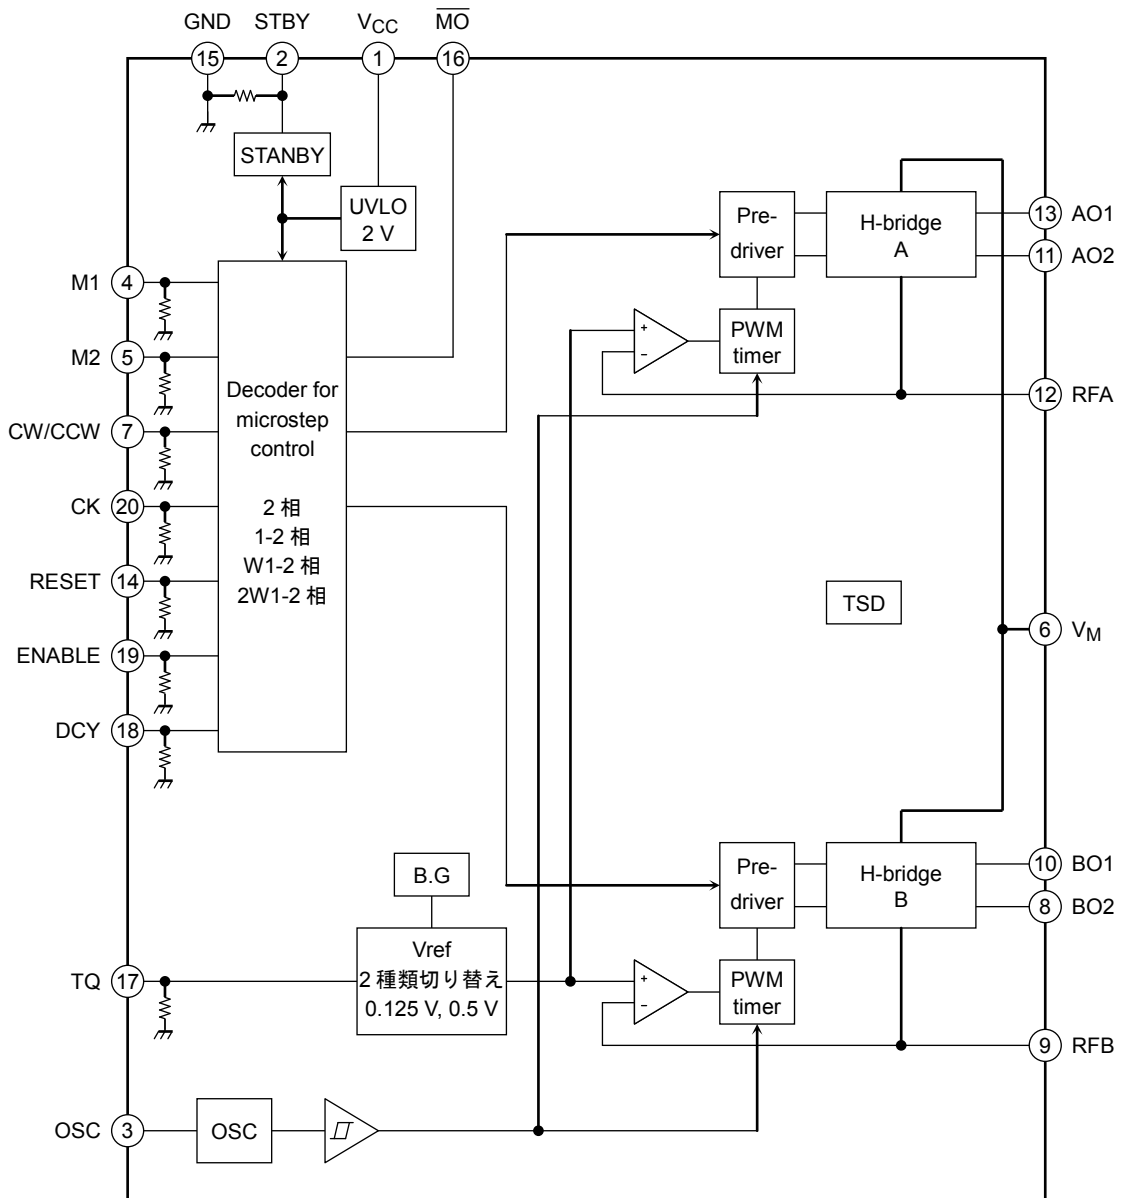 GND STBY VCC MO
15 2 1 16
STANBY
UVLO
2 V
Pre-
driver
H-bridge
A
13 AO1
11 AO2
M1 4
M2 5
CW/CCW 7
CK 20
RESET 14
ENABLE 19
DCY 18
Decoder for
microstep
control
2 相
1-2 相
W1-2 相
2W1-2 相
+
−
PWM
timer
12 RFA
TSD
6 VM
B.G
Pre-
driver
H-bridge
B
10 BO1
8 BO2
TQ 17
Vref
2 種類切り替え
0.125 V, 0.5 V
+
−
PWM
timer
9 RFB
OSC 3
OSC